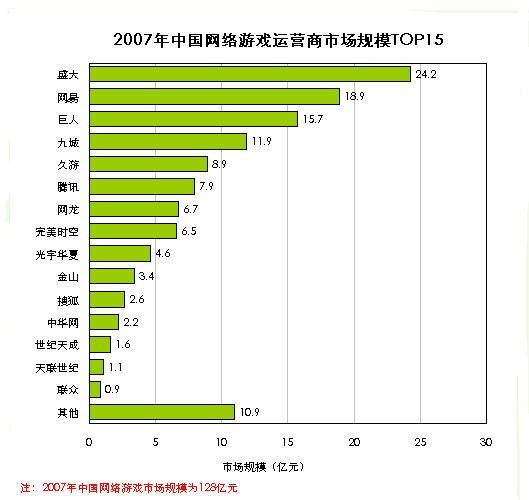 2007年中国网络游戏运营商市场规模TOP15
盛大 24.2
网易 18.9
巨人 15.7
九城 11.9
久游 8.9
腾讯 7.9
网龙 6.7
完美时空 6.5
光宇华夏 4.6
金山 3.4
搜狐 2.6
中华网 2.2
世纪天成 1.6
天联世纪 1.1
联众 0.9
其他 10.9
0 5 10 15 20 25 30
市场规模（亿元）
注：2007年中国网络游戏市场规模为128亿元